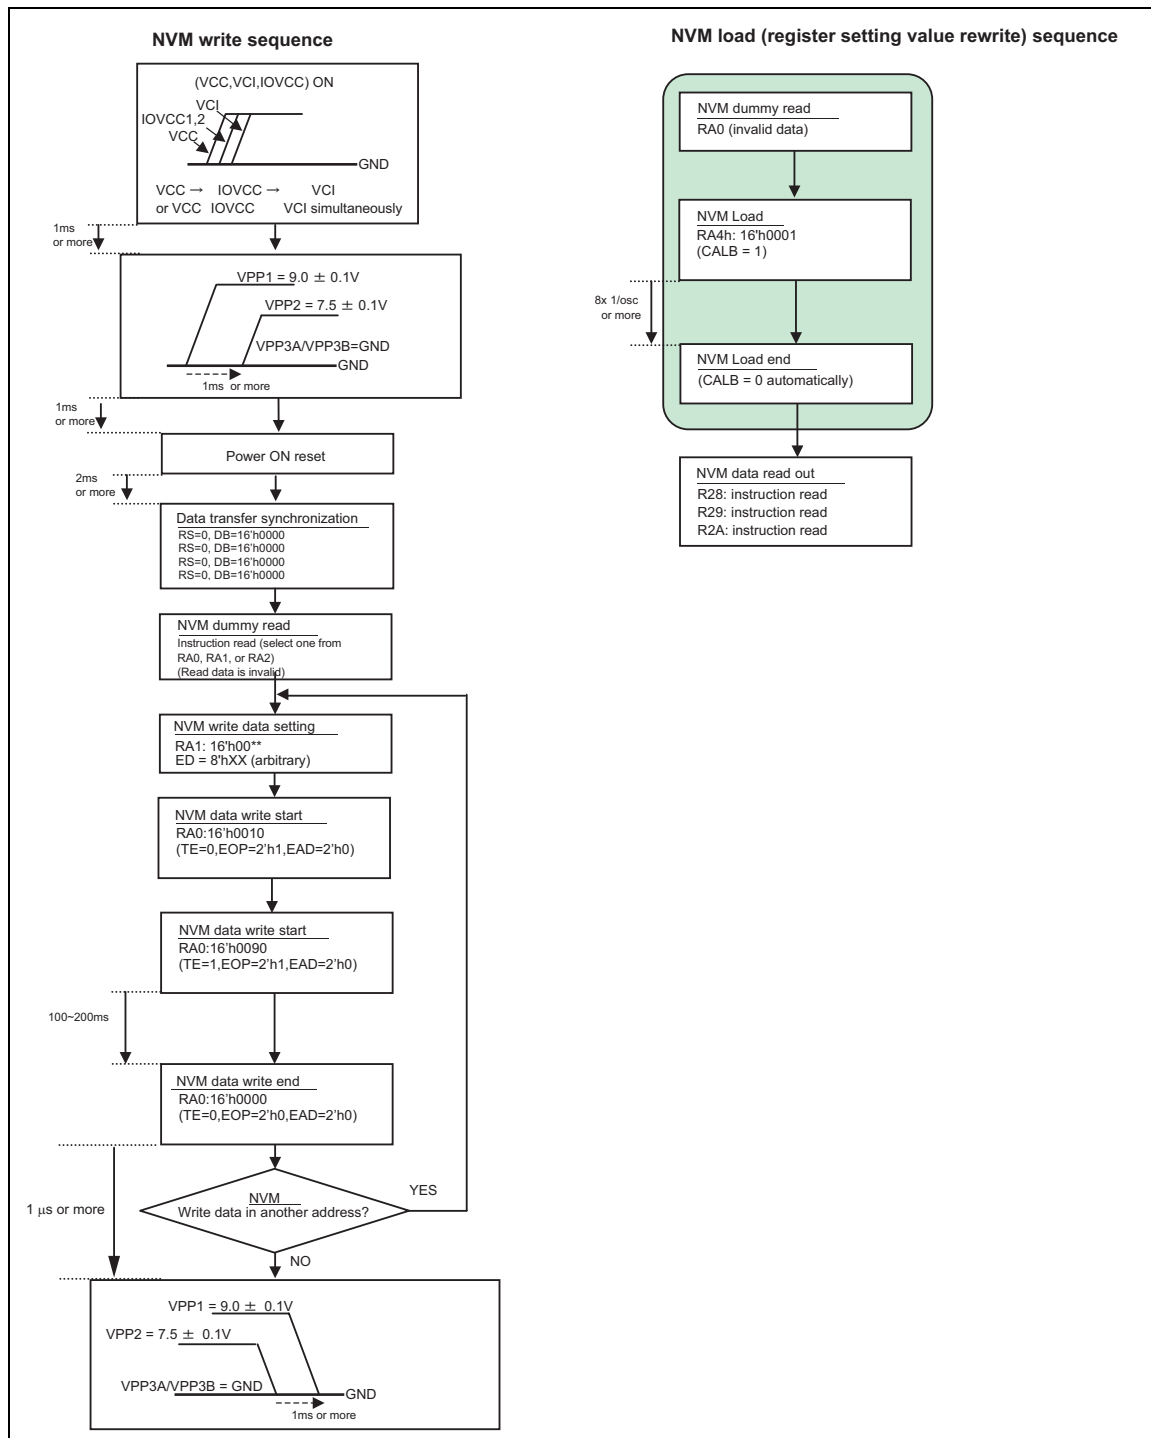 NVM write sequence
(VCC,VCI,IOVCC) ON
VCI
IOVCC1,2
VCC
GND
VCC → IOVCC → VCI
or VCC IOVCC VCI simultaneously
1ms
or more
VPP1 = 9.0 ± 0.1V
VPP2 = 7.5 ± 0.1V
VPP3A/VPP3B=GND
GND
1ms or more
1ms
or more
Power ON reset
2ms
or more
Data transfer synchronization
RS=0, DB=16'h0000
RS=0, DB=16'h0000
RS=0, DB=16'h0000
RS=0, DB=16'h0000
NVM dummy read
Instruction read (select one from
RA0, RA1, or RA2)
(Read data is invalid)
NVM write data setting
RA1: 16'h00**
ED = 8'hXX (arbitrary)
NVM data write start
RA0:16'h0010
(TE=0,EOP=2'h1,EAD=2'h0)
NVM data write start
RA0:16'h0090
(TE=1,EOP=2'h1,EAD=2'h0)
100~200ms
NVM data write end
RA0:16'h0000
(TE=0,EOP=2'h0,EAD=2'h0)
1 μs or more
NVM
Write data in another address?
YES
NO
VPP1 = 9.0 ± 0.1V
VPP2 = 7.5 ± 0.1V
VPP3A/VPP3B = GND
GND
1ms or more
NVM load (register setting value rewrite) sequence
NVM dummy read
RA0 (invalid data)
NVM Load
RA4h: 16'h0001
(CALB = 1)
8x 1/osc
or more
NVM Load end
(CALB = 0 automatically)
NVM data read out
R28: instruction read
R29: instruction read
R2A: instruction read